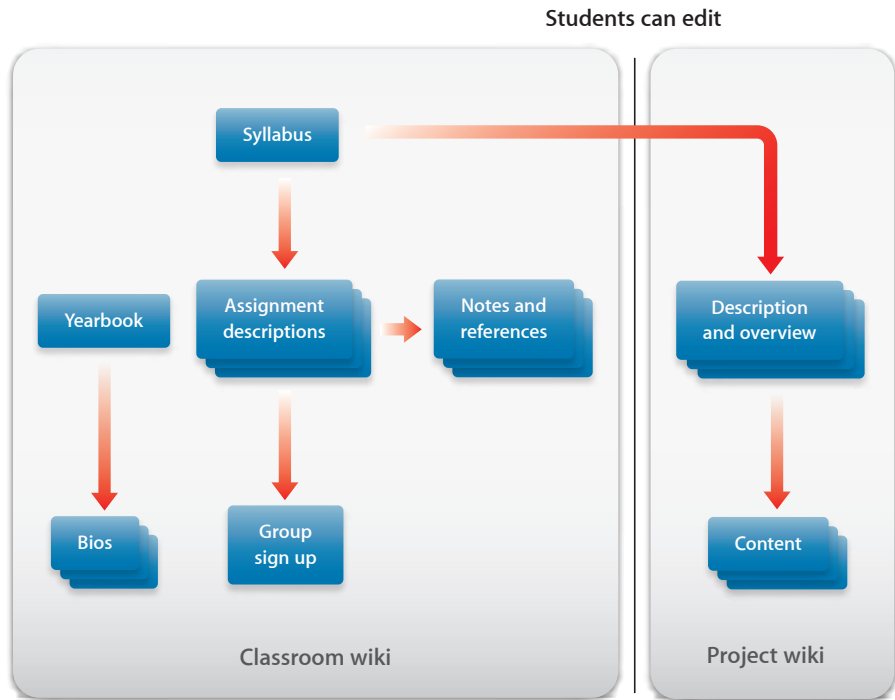 Students can edit
Syllabus
Yearbook
Assignment
descriptions
Notes and
references
Description
and overview
Bios
Group
sign up
Content
Classroom wiki
Project wiki